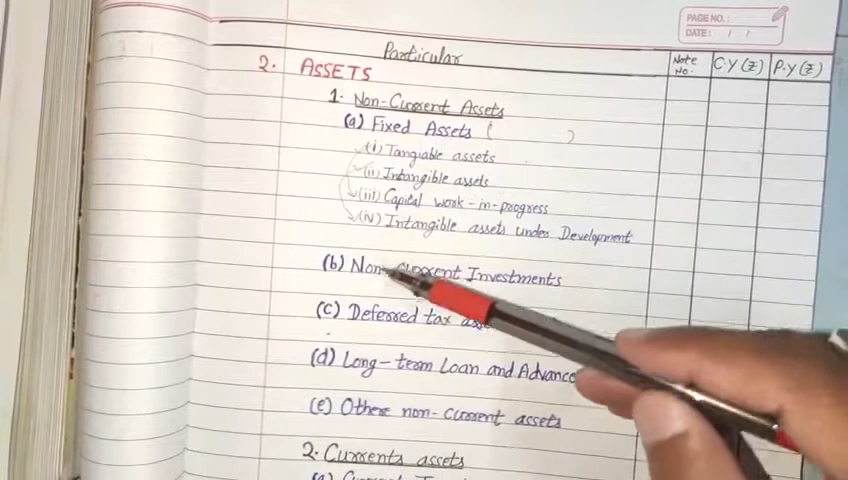 PAGE NO.:
DATE: / /
Particular
Note No.
C.Y (₹)
P.Y (₹)
2. ASSETS
1. Non-Current Assets
(a) Fixed Assets ( )
(i) Tangiable assets
(ii) Intangible assets
(iii) Capital work-in-progress
(iv) Intangible assets under Development
(b) Non-current Investments
(c) Deferred tax
(d) Long-term Loan and Advance
(e) Other non-current assets
2. Currents assets
(a) Current